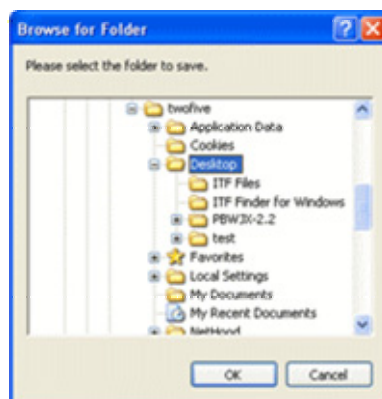 Browse for Folder
Please select the folder to save.
twofive
Application Data
Cookies
Desktop
ITF Files
ITF Finder for Windows
PBWJX-2.2
test
Favorites
Local Settings
My Documents
My Recent Documents
NetHood
OK Cancel